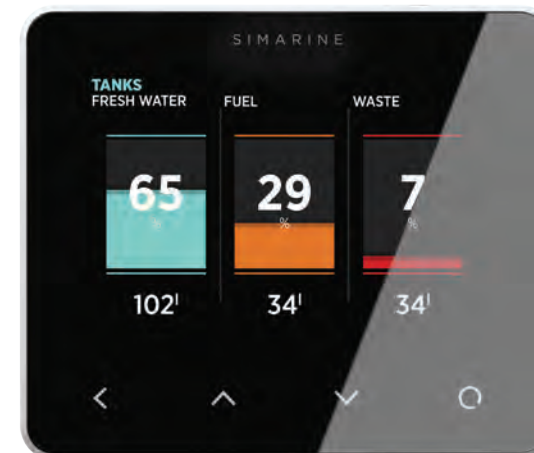 SIMARINE
TANKS
FRESH WATER FUEL WASTE
65 29 7
% % %
102l 34l 34l